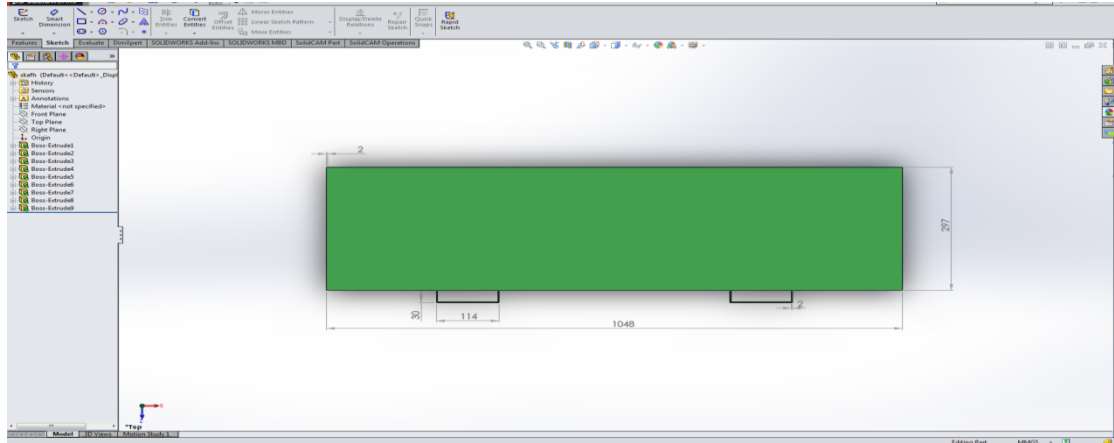 Sketch Smart Dimension Trim Entities Convert Entities Offset Entities Mirror Entities
Linear Sketch Pattern
Move Entities
Display/Delete Relations Repair Sketch Quick Snaps Rapid Sketch
Features Sketch Evaluate DimXpert SOLIDWORKS Add-Ins SOLIDWORKS MBD SolidCAM Part SolidCAM Operations
skafh (Default<<Default>_Displ
History
Sensors
Annotations
Material <not specified>
Front Plane
Top Plane
Right Plane
Origin
Boss-Extrude1
Boss-Extrude2
Boss-Extrude3
Boss-Extrude4
Boss-Extrude5
Boss-Extrude6
Boss-Extrude7
Boss-Extrude8
Boss-Extrude9
2
297
2
30
114
1048
*Top
Model 3D Views Motion Study 1
Editing Part MMGS